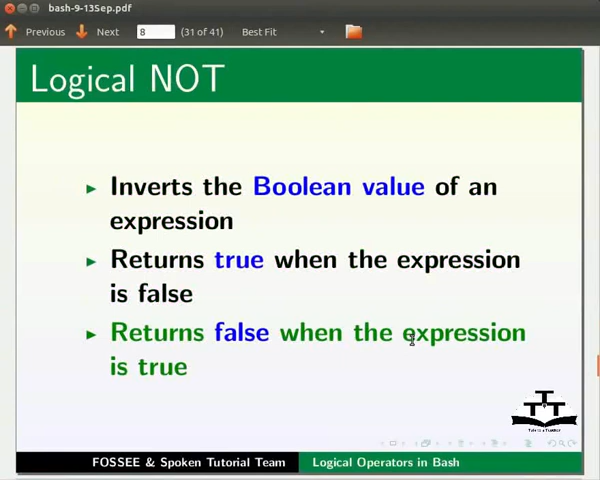 bash-9-13Sep.pdf
Previous Next 8 (31 of 41) Best Fit
Logical NOT
Inverts the Boolean value of an
expression
Returns true when the expression
is false
Returns false when the expression
is true
TTT
FOSSEE & Spoken Tutorial Team Logical Operators in Bash